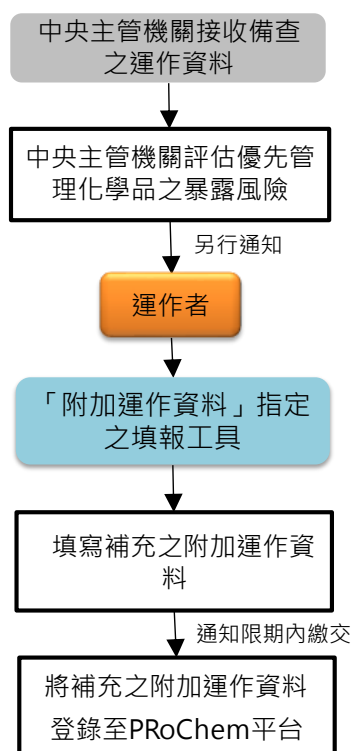 中央主管機關接收備查
之運作資料
中央主管機關評估優先管
理化學品之暴露風險
另行通知
運作者
「附加運作資料」指定
之填報工具
填寫補充之附加運作資
料
通知限期內繳交
將補充之附加運作資料
登錄至PRoChem平台